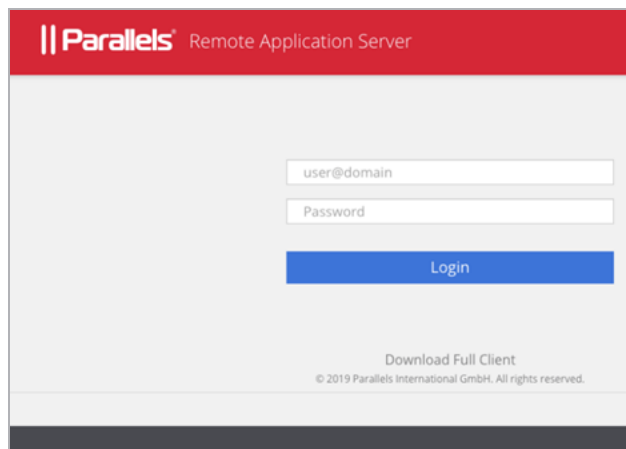 || Parallels® Remote Application Server
user@domain
Password
Login
Download Full Client
© 2019 Parallels International GmbH. All rights reserved.